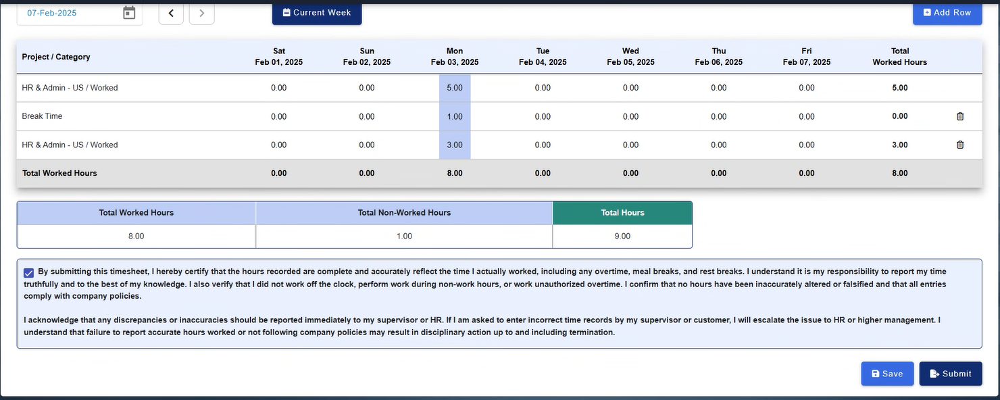 07-Feb-2025
Current Week
Add Row
Project / Category Sat Feb 01, 2025 Sun Feb 02, 2025 Mon Feb 03, 2025 Tue Feb 04, 2025 Wed Feb 05, 2025 Thu Feb 06, 2025 Fri Feb 07, 2025 Total Worked Hours
HR & Admin - US / Worked 0.00 0.00 5.00 0.00 0.00 0.00 0.00 5.00
Break Time 0.00 0.00 1.00 0.00 0.00 0.00 0.00 0.00
HR & Admin - US / Worked 0.00 0.00 3.00 0.00 0.00 0.00 0.00 3.00
Total Worked Hours 0.00 0.00 8.00 0.00 0.00 0.00 0.00 8.00
Total Worked Hours Total Non-Worked Hours Total Hours
8.00 1.00 9.00
By submitting this timesheet, I hereby certify that the hours recorded are complete and accurately reflect the time I actually worked, including any overtime, meal breaks, and rest breaks. I understand it is my responsibility to report my time
truthfully and to the best of my knowledge. I also verify that I did not work off the clock, perform work during non-work hours, or work unauthorized overtime. I confirm that no hours have been inaccurately altered or falsified and that all entries
comply with company policies.
I acknowledge that any discrepancies or inaccuracies should be reported immediately to my supervisor or HR. If I am asked to enter incorrect time records by my supervisor or customer, I will escalate the issue to HR or higher management. I
understand that failure to report accurate hours worked or not following company policies may result in disciplinary action up to and including termination.
Save
Submit